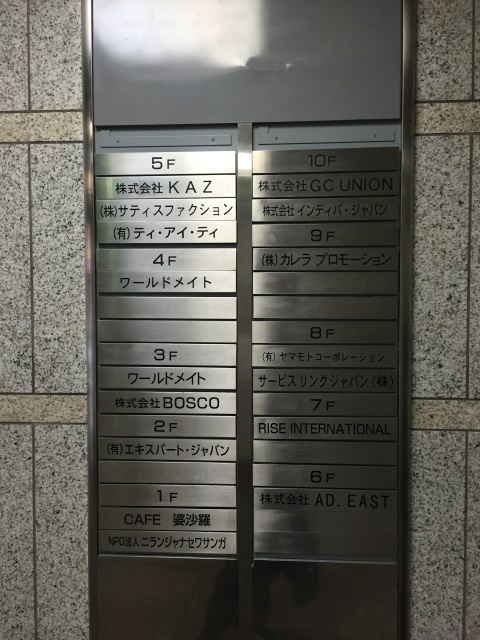 5F
株式会社 KAZ
(株)サティスファクション
(有) ティ・アイ・ティ
4F
ワールドメイト
3F
ワールドメイト
株式会社 BOSCO
2F
(有)エキスパート・ジャパン
1F
CAFE 婆沙羅
NPO法人 ニランジャナセワサンガ
10F
株式会社 GC UNION
株式会社 インディバ・ジャパン
9F
(株)カレラ プロモーション
8F
(有) ヤマモトコーポレーション
サービスリンクジャパン(株)
7F
RISE INTERNATIONAL
6F
株式会社 AD. EAST